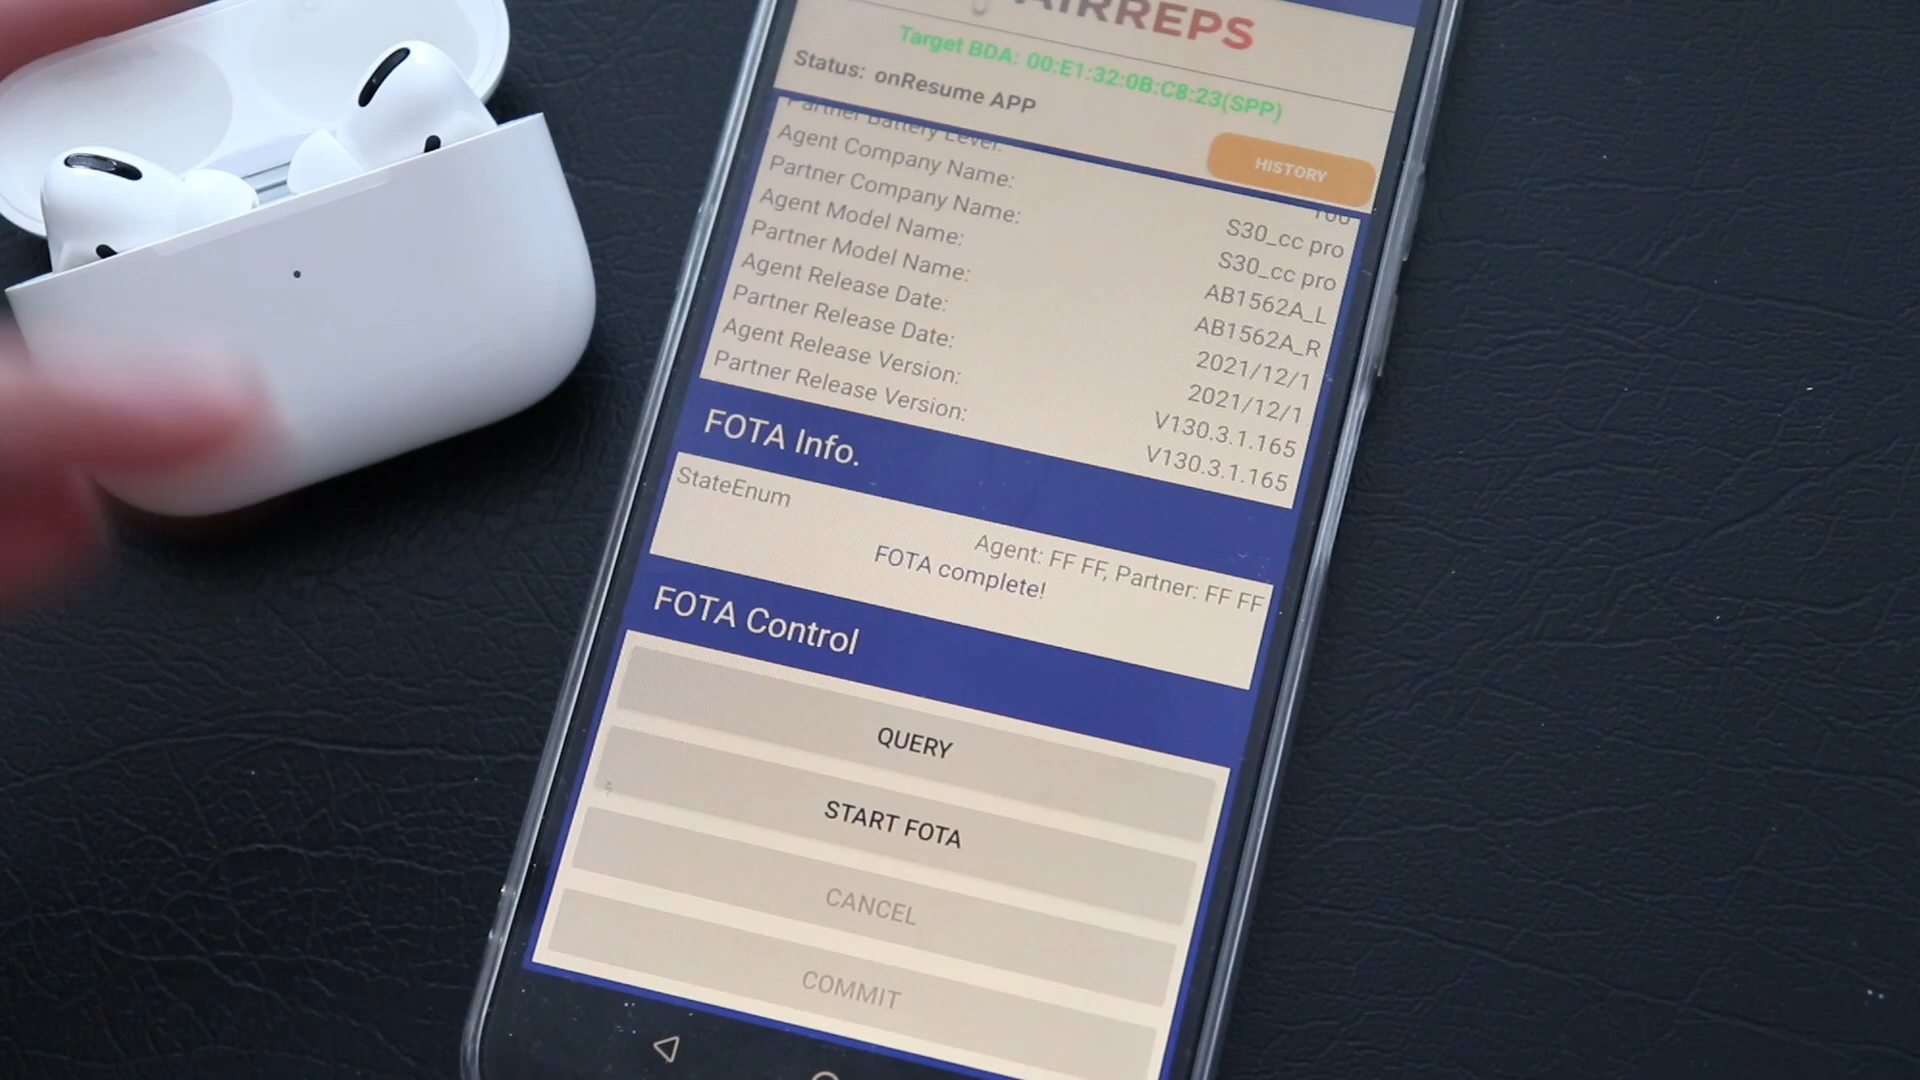 AIRREPS
Target BDA: 00:E1:32:0B:C8:23(SPP)
Status: onResume APP
HISTORY
Partner Battery Level: 100
Agent Company Name: S30_cc pro
Partner Company Name: S30_cc pro
Agent Model Name: AB1562A_L
Partner Model Name: AB1562A_R
Agent Release Date: 2021/12/1
Partner Release Date: 2021/12/1
Agent Release Version: V130.3.1.165
Partner Release Version: V130.3.1.165
FOTA Info.
StateEnum
Agent: FF FF, Partner: FF FF
FOTA complete!
FOTA Control
QUERY
START FOTA
CANCEL
COMMIT